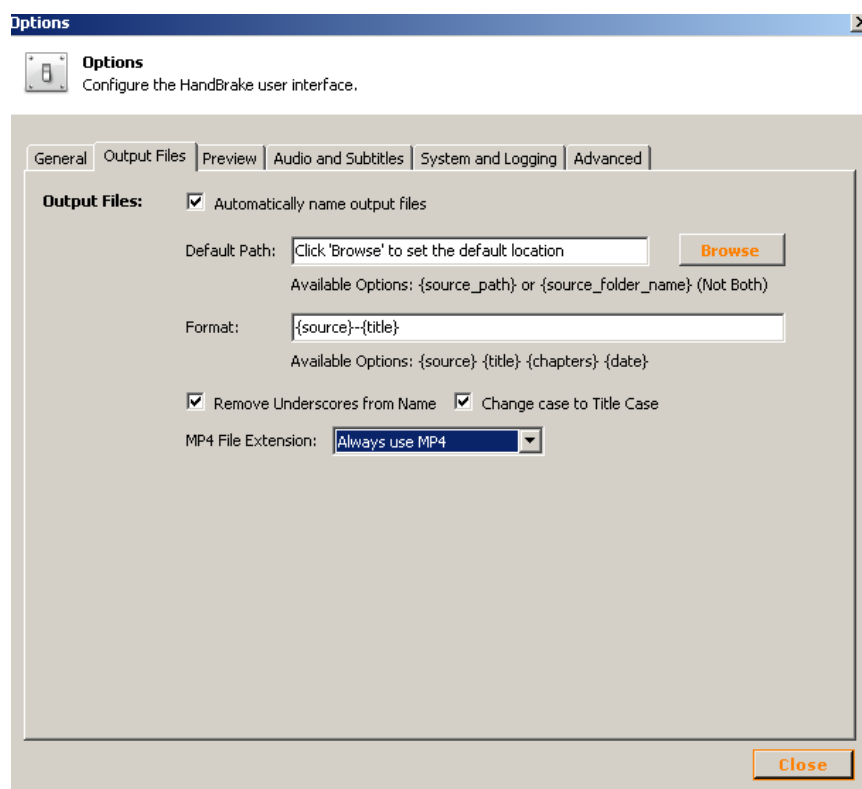 Options
Options
Configure the HandBrake user interface.
General Output Files Preview Audio and Subtitles System and Logging Advanced
Output Files: Automatically name output files
Default Path: Click 'Browse' to set the default location Browse
Available Options: {source_path} or {source_folder_name} (Not Both)
Format: {source}--{title}
Available Options: {source} {title} {chapters} {date}
Remove Underscores from Name Change case to Title Case
MP4 File Extension: Always use MP4
Close